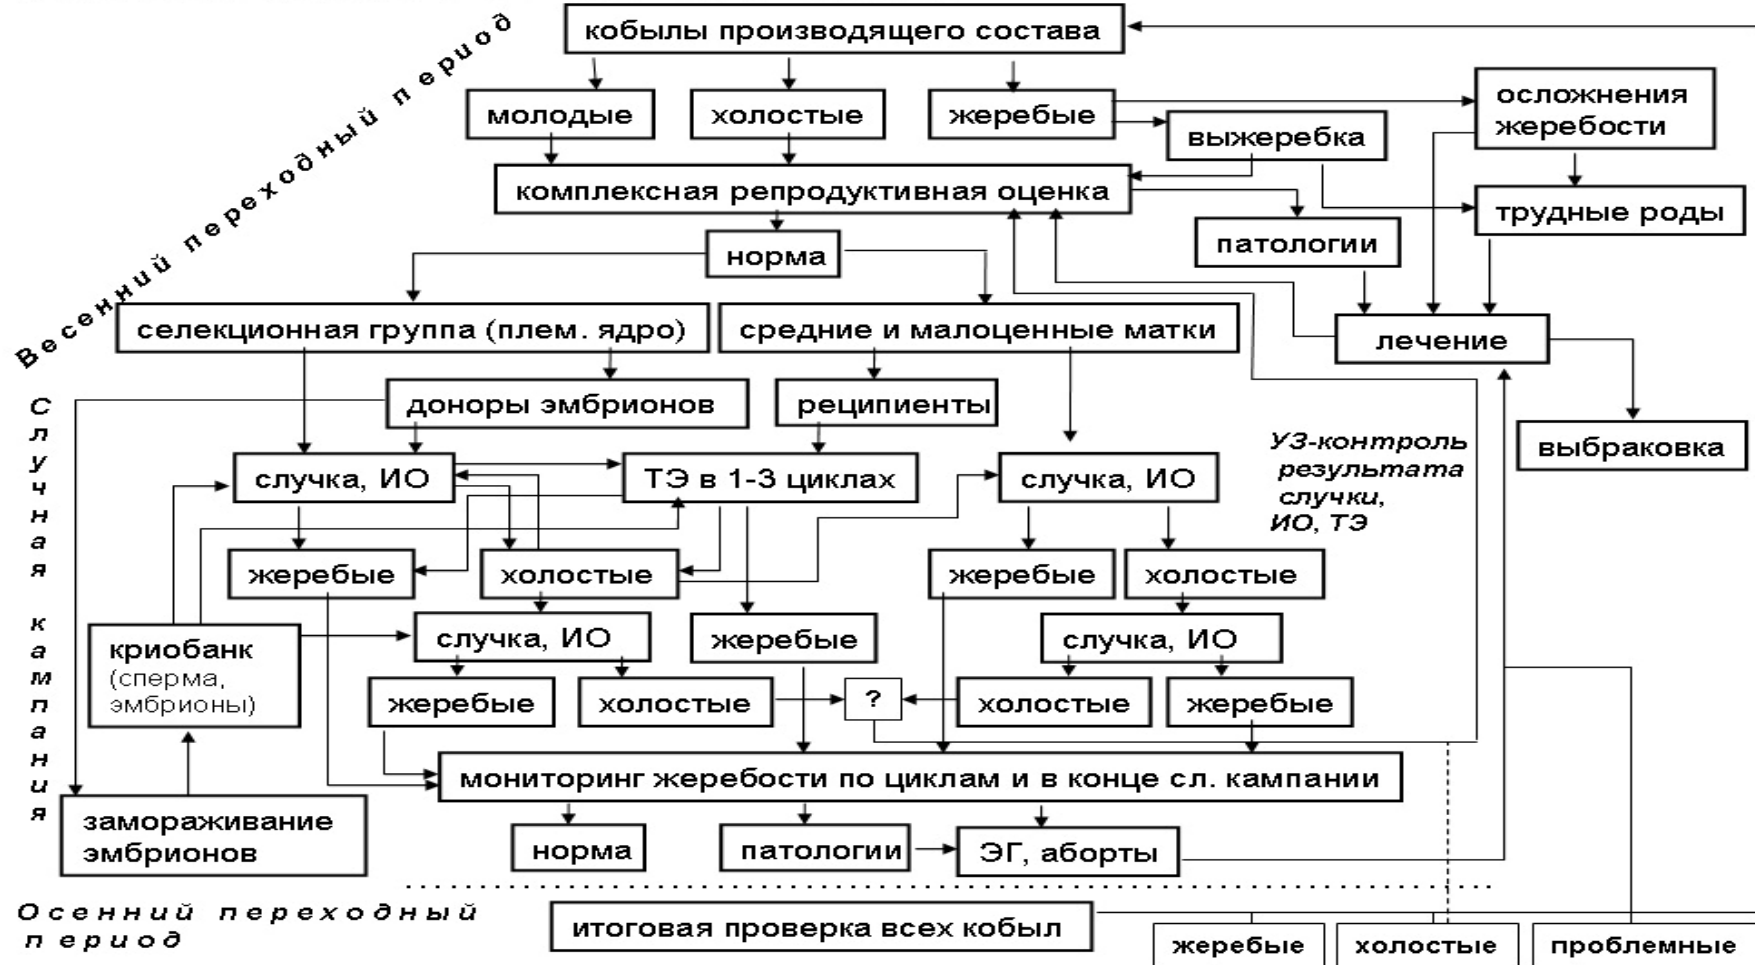 кобылы производящего состава
Весенний переходный период
молодые
холостые
жеребые
осложнения
жеребости
выжеребка
комплексная репродуктивная оценка
трудные роды
патологии
норма
селекционная группа (плем. ядро)
средние и малоценные матки
лечение
доноры эмбрионов
реципиенты
выбраковка
Случная кампания
случка, ИО
ТЭ в 1-3 циклах
случка, ИО
УЗ-контроль
результата
случки,
ИО, ТЭ
жеребые
холостые
жеребые
холостые
криобанк
(сперма,
эмбрионы)
случка, ИО
жеребые
случка, ИО
жеребые
холостые
?
холостые
жеребые
мониторинг жеребости по циклам и в конце сл. кампании
замораживание
эмбрионов
норма
патологии
ЭГ, аборты
Осенний переходный
период
итоговая проверка всех кобыл
жеребые
холостые
проблемные